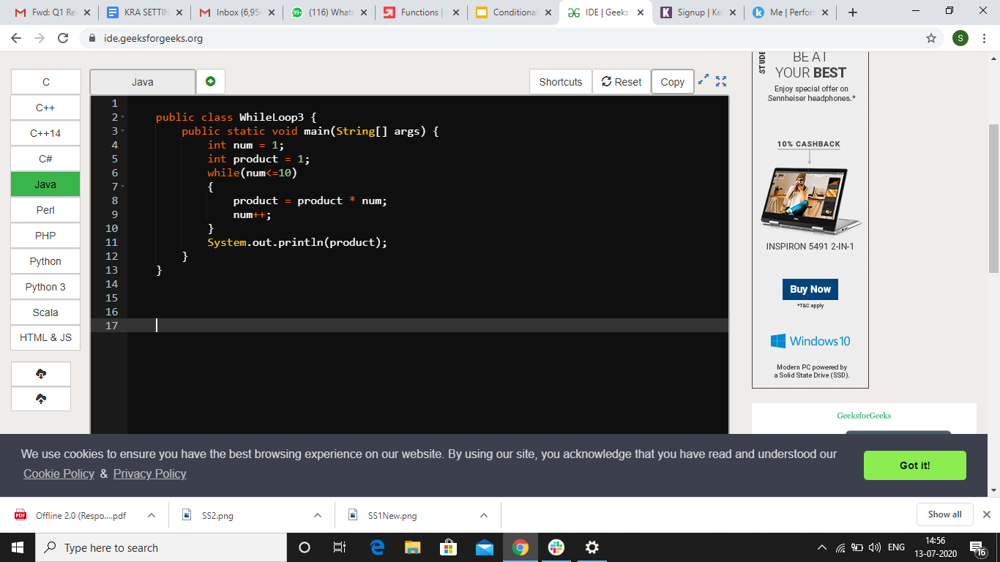 Fwd: Q1 Re
KRA SETTIN
Inbox (6,95
(116) Whats
Functions |
Conditional
IDE | Geeks
Signup | Ke
Me | Perfor
ide.geeksforgeeks.org
S
C
C++
C++14
C#
Java
Perl
PHP
Python
Python 3
Scala
HTML & JS
Java
Shortcuts
Reset
Copy
1
2 public class WhileLoop3 {
3 public static void main(String[] args) {
4 int num = 1;
5 int product = 1;
6 while(num<=10)
7 {
8 product = product * num;
9 num++;
10 }
11 System.out.println(product);
12 }
13 }
14
15
16
17
STUDE
BE AT
YOUR BEST
Enjoy special offer on
Sennheiser headphones.*
10% CASHBACK
INSPIRON 5491 2-IN-1
Buy Now
*T&C apply
Windows 10
Modern PC powered by
a Solid State Drive (SSD).
GeeksforGeeks
We use cookies to ensure you have the best browsing experience on our website. By using our site, you acknowledge that you have read and understood our
Cookie Policy & Privacy Policy
Got it!
PDF
Offline 2.0 (Respo....pdf
SS2.png
SS1New.png
Show all
Type here to search
ENG
14:56
13-07-2020
16